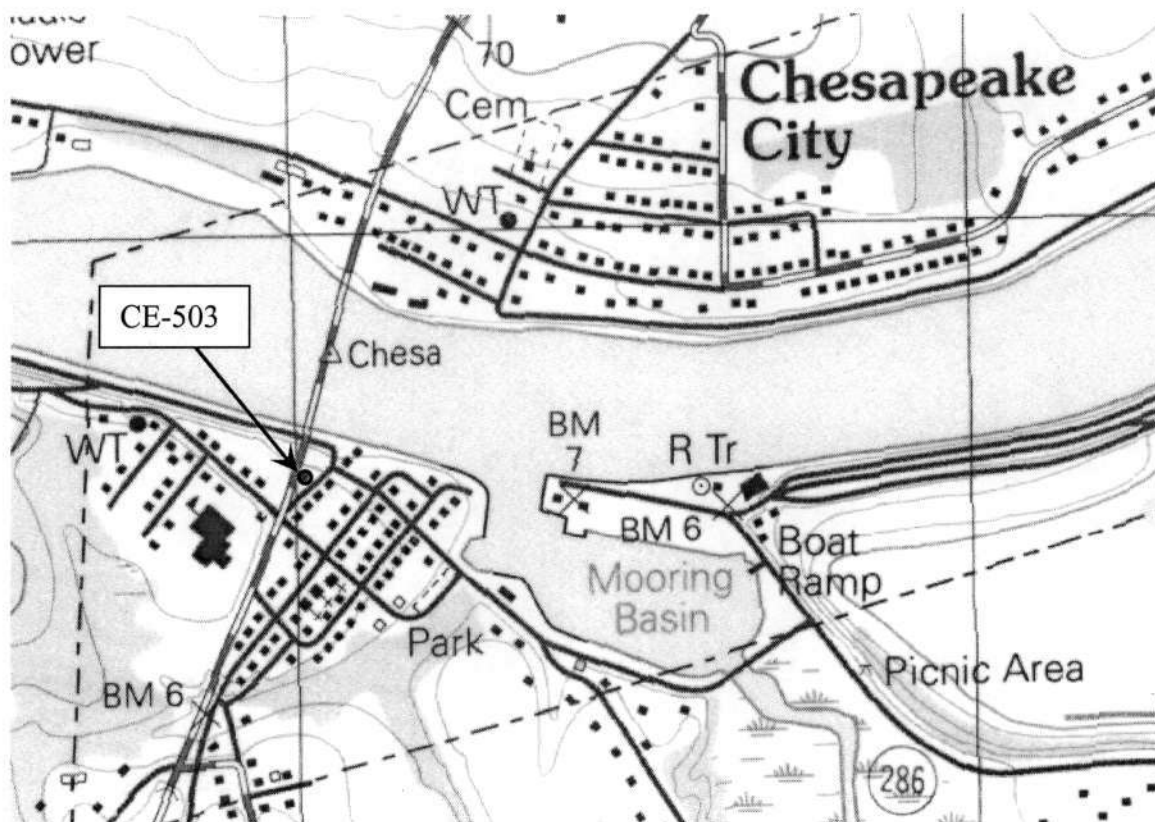 ower
70
Cem
Chesapeake
City
WT
CE-503
Chesa
WT
BM
7
R Tr
BM 6
Boat
Ramp
Mooring
Basin
Park
Picnic Area
BM 6
286